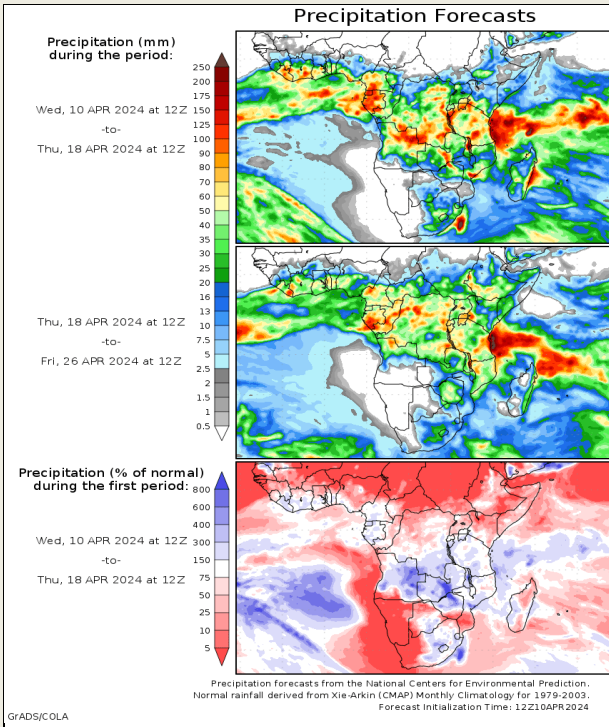 Precipitation Forecasts
Precipitation (mm)
during the period:
Wed, 10 APR 2024 at 12Z
-to-
Thu, 18 APR 2024 at 12Z
250
200
175
150
125
100
90
80
70
60
50
40
35
30
25
20
16
13
10
7.5
5
2.5
2
1.5
1
0.5
Thu, 18 APR 2024 at 12Z
-to-
Fri, 26 APR 2024 at 12Z
Precipitation (% of normal)
during the first period:
Wed, 10 APR 2024 at 12Z
-to-
Thu, 18 APR 2024 at 12Z
800
600
400
300
150
75
50
25
10
5
Precipitation forecasts from the National Centers for Environmental Prediction.
Normal rainfall derived from Xie-Arkin (CMAP) Monthly Climatology for 1979-2003.
Forecast Initialization Time: 12Z10APR2024
GrADS/COLA